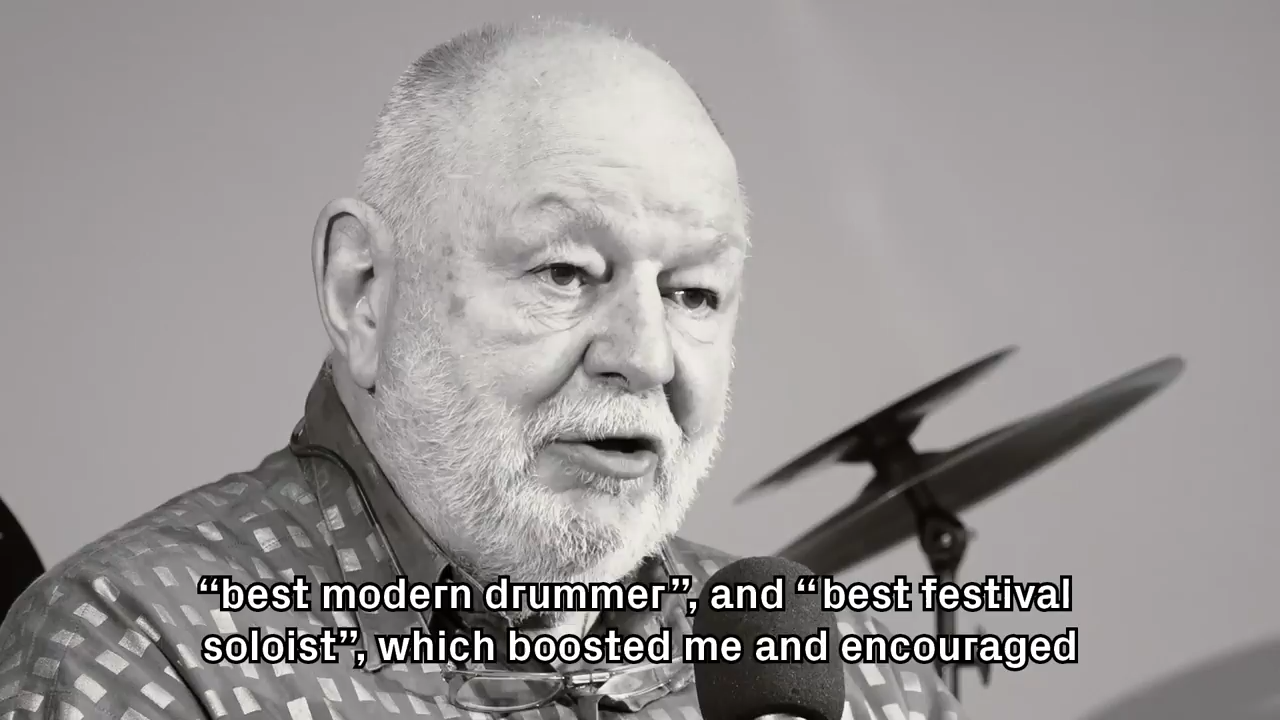 “best modern drummer”, and “best festival
soloist”, which boosted me and encouraged